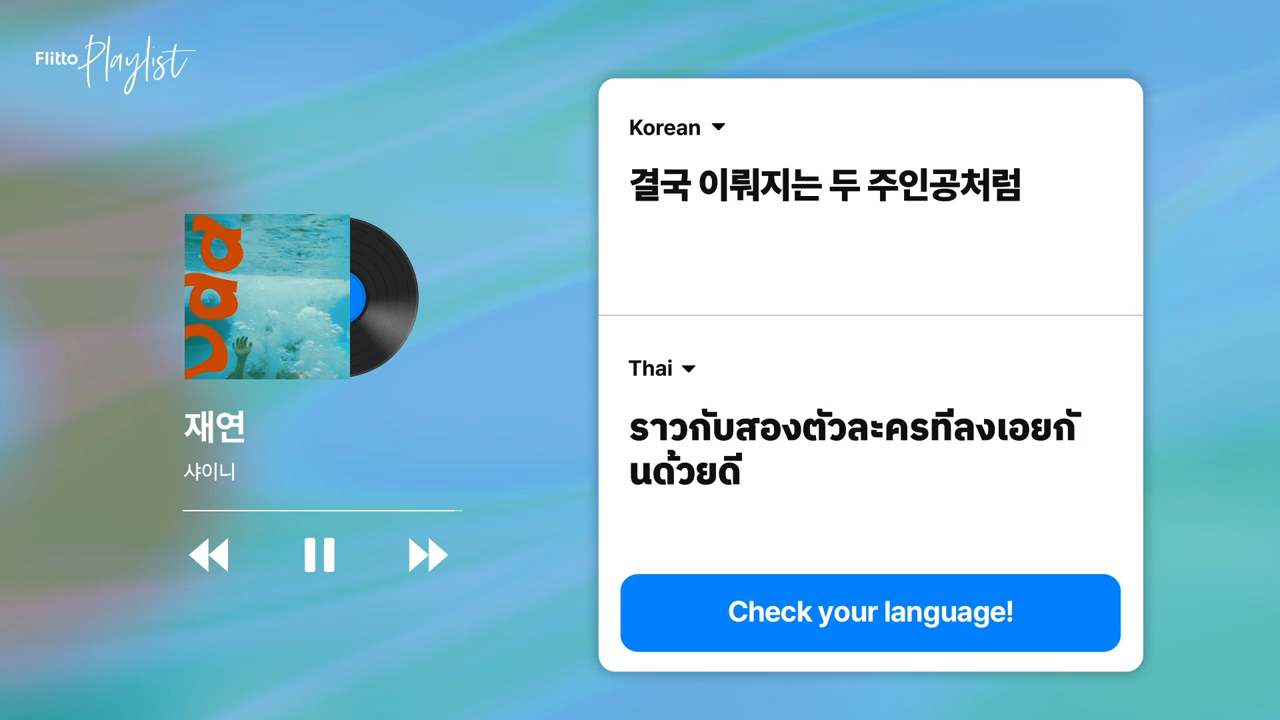 Flitto Playlist
Korean
결국 이뤄지는 두 주인공처럼
Odd
재연
샤이니
Thai
ราวกับสองตัวละครที่ลงเอยกั
นด้วยดี
Check your language!